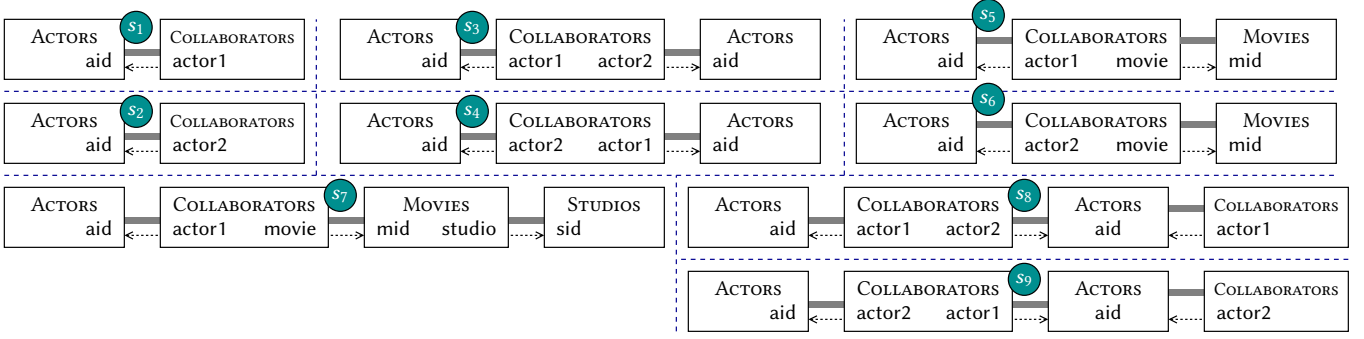 s1 s3 s5
ACTORS COLLABORATORS ACTORS COLLABORATORS ACTORS ACTORS COLLABORATORS MOVIES
aid actor1 aid actor1 actor2 aid aid actor1 movie mid
s2 s4 s6
ACTORS COLLABORATORS ACTORS COLLABORATORS ACTORS ACTORS COLLABORATORS MOVIES
aid actor2 aid actor2 actor1 aid aid actor2 movie mid
s7 s8
ACTORS COLLABORATORS MOVIES STUDIOS ACTORS COLLABORATORS ACTORS COLLABORATORS
aid actor1 movie mid studio sid aid actor1 actor2 aid actor1
s9
ACTORS COLLABORATORS ACTORS COLLABORATORS
aid actor2 actor1 aid actor2